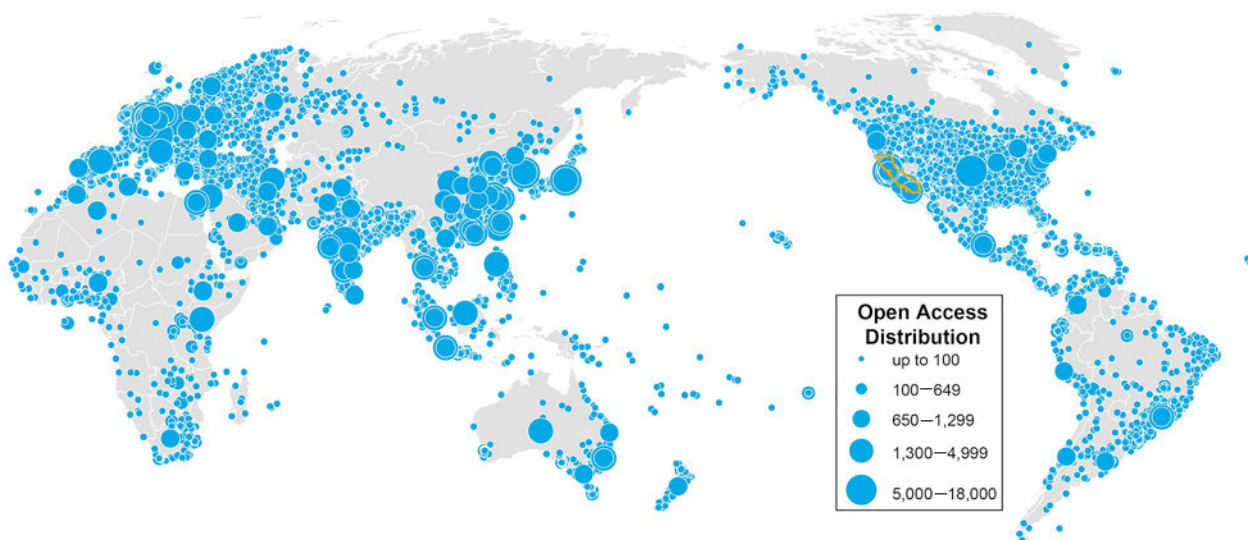 Open Access
Distribution
up to 100
100—649
650—1,299
1,300—4,999
5,000—18,000